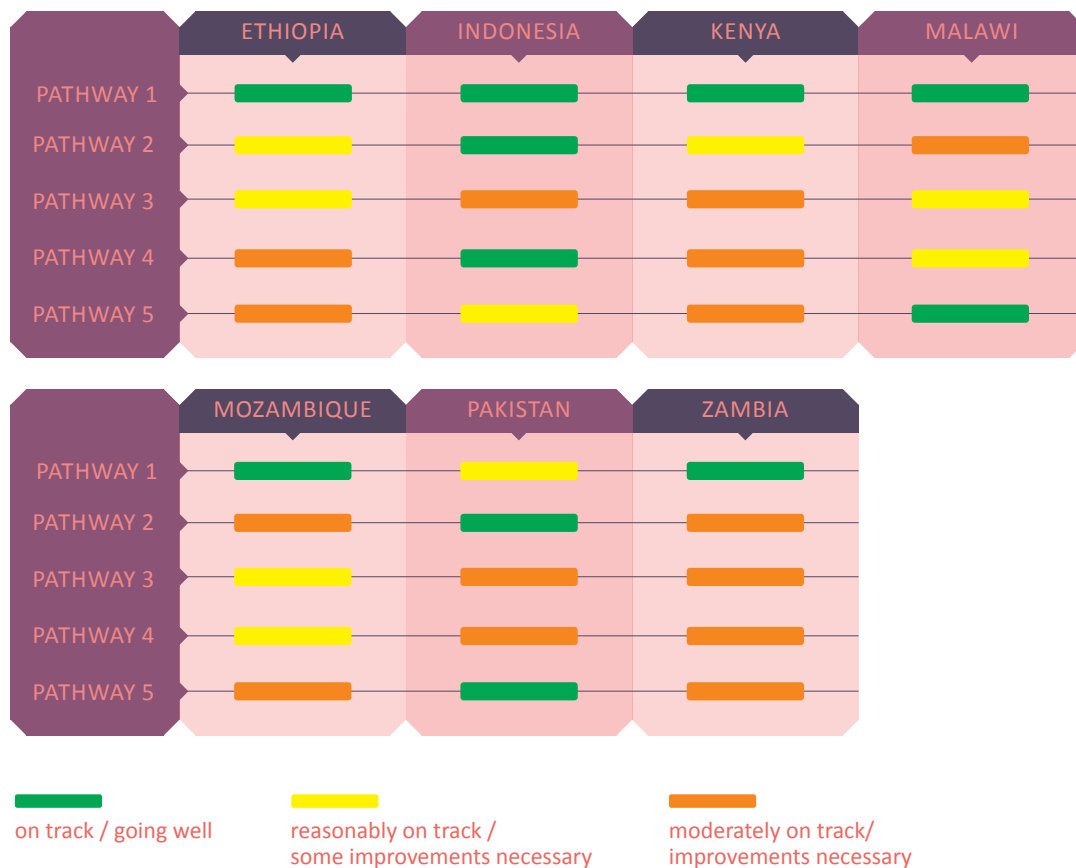 ETHIOPIA INDONESIA KENYA MALAWI
PATHWAY 1
PATHWAY 2
PATHWAY 3
PATHWAY 4
PATHWAY 5
MOZAMBIQUE PAKISTAN ZAMBIA
PATHWAY 1
PATHWAY 2
PATHWAY 3
PATHWAY 4
PATHWAY 5
on track / going well
reasonably on track /
some improvements necessary
moderately on track/
improvements necessary